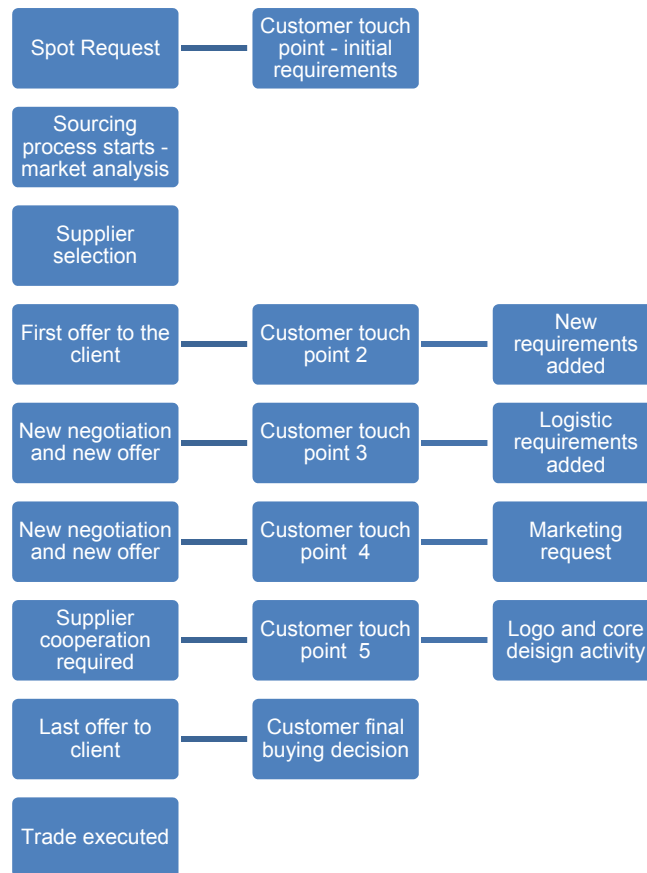 Spot Request
Customer touch
point - initial
requirements
Sourcing
process starts -
market analysis
Supplier
selection
First offer to the
client
Customer touch
point 2
New
requirements
added
New negotiation
and new offer
Customer touch
point 3
Logistic
requirements
added
New negotiation
and new offer
Customer touch
point  4
Marketing
request
Supplier
cooperation
required
Customer touch
point  5
Logo and core
deisign activity
Last offer to
client
Customer final
buying decision
Trade executed